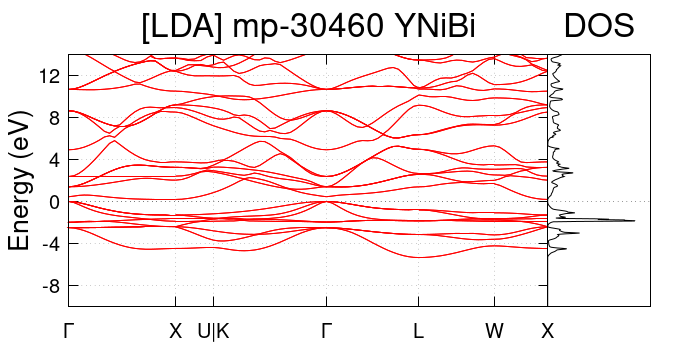 [LDA] mp-30460 YNiBi DOS
Energy (eV)
12
8
4
0
-4
-8
Γ X U|K Γ L W X